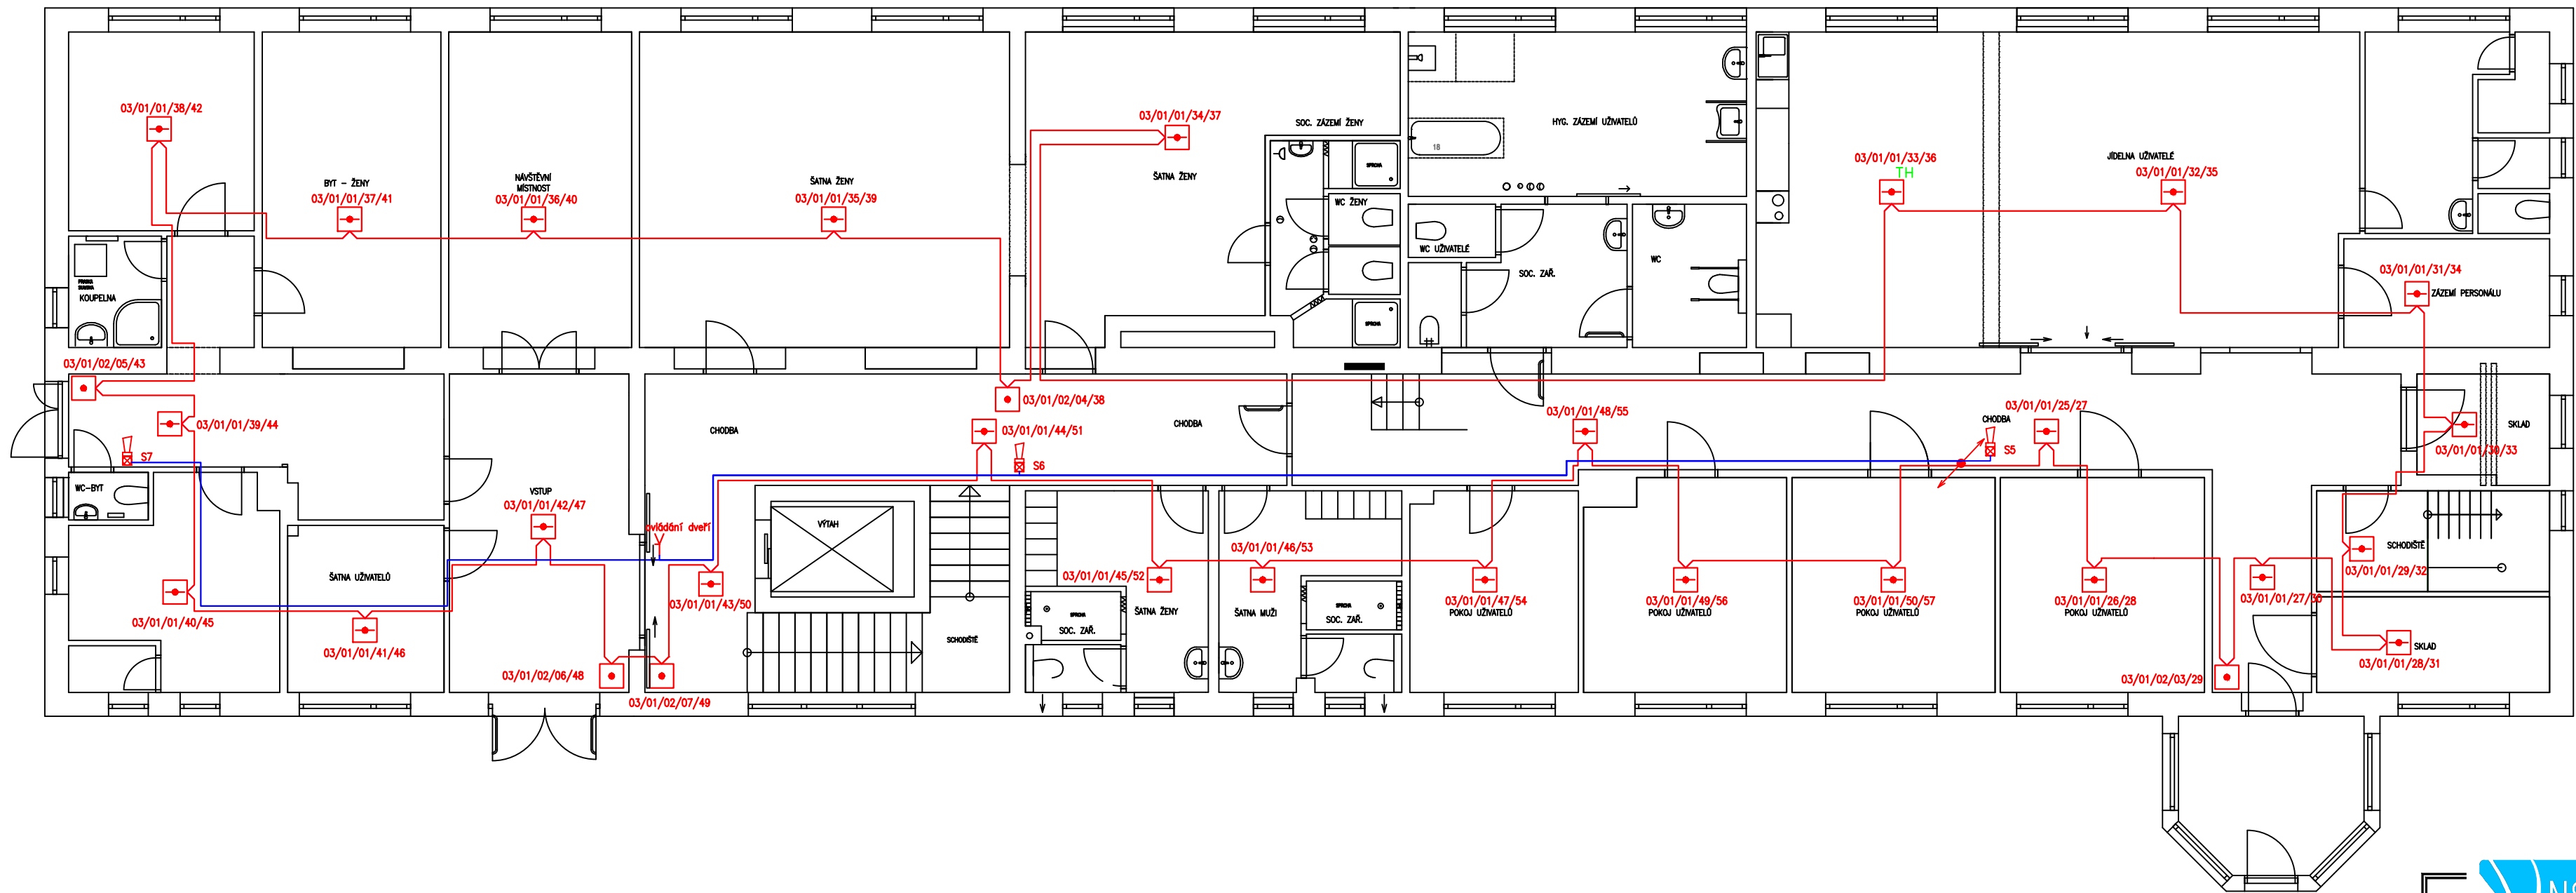 03/01/01/38/42
03/01/01/34/37
SOC. ZÁZEMÍ ŽENY
HYG. ZÁZEMÍ UŽIVATELŮ
18
03/01/01/33/36
TH
JÍDELNA UŽIVATELÉ
03/01/01/32/35
BYT - ŽENY
03/01/01/37/41
NÁVŠTĚVNÍ
MÍSTNOST
03/01/01/36/40
ŠATNA ŽENY
03/01/01/35/39
ŠATNA ŽENY
SPRCHA
WC ŽENY
WC UŽIVATELÉ
SOC. ZAŘ.
WC
03/01/01/31/34
ZÁZEMÍ PERSONÁLU
KOUPELNA
SPRCHA
03/01/02/05/43
03/01/01/39/44
S7
03/01/02/04/38
CHODBA
03/01/01/44/51
CHODBA
S6
03/01/01/48/55
03/01/01/25/27
CHODBA
S5
SKLAD
03/01/01/30/33
WC-BYT
VSTUP
03/01/01/42/47
ovládání dveří
VÝTAH
03/01/01/46/53
SCHODIŠTĚ
03/01/01/29/32
ŠATNA UŽIVATELŮ
03/01/01/43/50
03/01/01/45/52
ŠATNA ŽENY
SPRCHA
SOC. ZAŘ.
ŠATNA MUŽI
SPRCHA
SOC. ZAŘ.
03/01/01/47/54
POKOJ UŽIVATELŮ
03/01/01/49/56
POKOJ UŽIVATELŮ
03/01/01/50/57
POKOJ UŽIVATELŮ
03/01/01/26/28
POKOJ UŽIVATELŮ
03/01/01/27/30
03/01/01/40/45
03/01/01/41/46
SCHODIŠTĚ
SKLAD
03/01/01/28/31
03/01/02/06/48
03/01/02/07/49
03/01/02/03/29